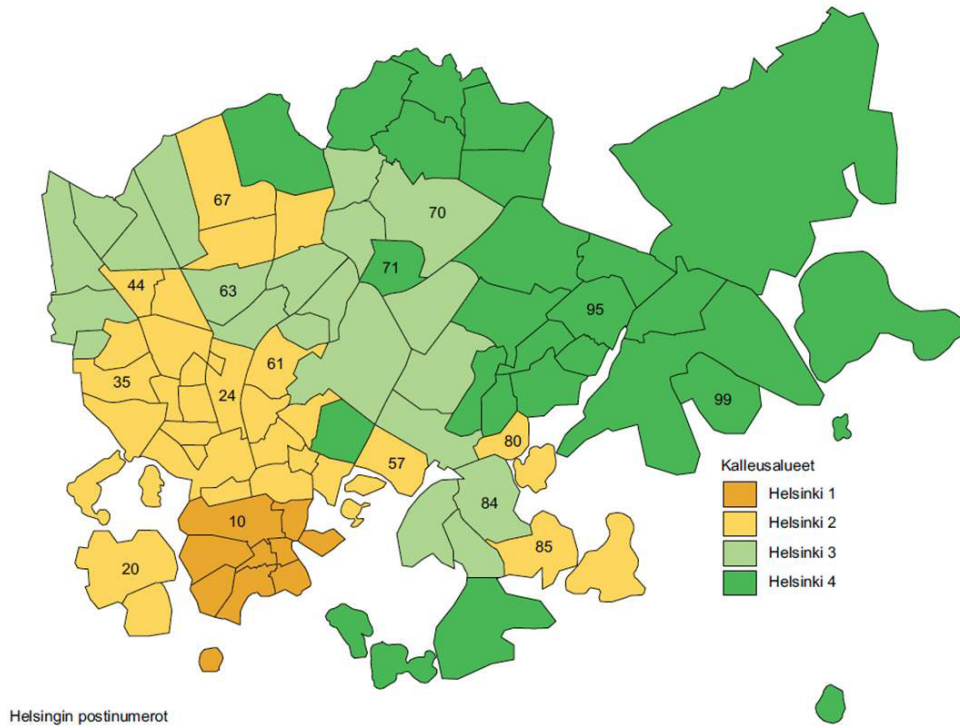 67
70
71
44
63
95
61
35
24
99
80
57
Kalleusalueet
Helsinki 1
84
Helsinki 2
10
85
Helsinki 3
20
Helsinki 4
Helsingin postinumerot